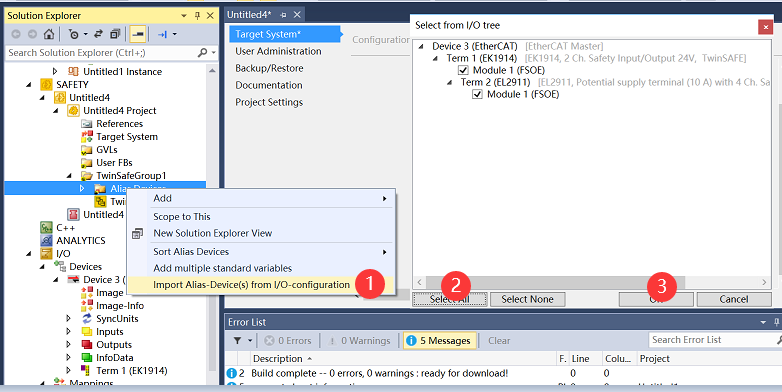 Solution Explorer
Search Solution Explorer (Ctrl+;)
Untitled1 Instance
SAFETY
Untitled4
Untitled4 Project
References
Target System
GVLs
User FBs
TwinSafeGroup1
Alias Devices
Untitled4
C++
ANALYTICS
I/O
Devices
Device 3
Image
Image-Info
SyncUnits
Inputs
Outputs
InfoData
Term 1 (EK1914)
Mappings
Add
Scope to This
New Solution Explorer View
Sort Alias Devices
Add multiple standard variables
Import Alias-Device(s) from I/O-configuration
1
Untitled4*
Target System*
User Administration
Backup/Restore
Documentation
Project Settings
Configuration
Select from I/O tree
Device 3 (EtherCAT) [EtherCAT Master]
Term 1 (EK1914) [EK1914, 2 Ch. Safety Input/Output 24V, TwinSAFE]
Module 1 (FSOE)
Term 2 (EL2911) [EL2911, Potential supply terminal (10 A) with 4 Ch. Sa
Module 1 (FSOE)
2
3
Select All
Select None
Cancel
Error List
0 Errors
0 Warnings
5 Messages
Clear
Search Error List
Description
F.
Line
Colu...
Project
2
Build complete -- 0 errors, 0 warnings : ready for download!
0
0